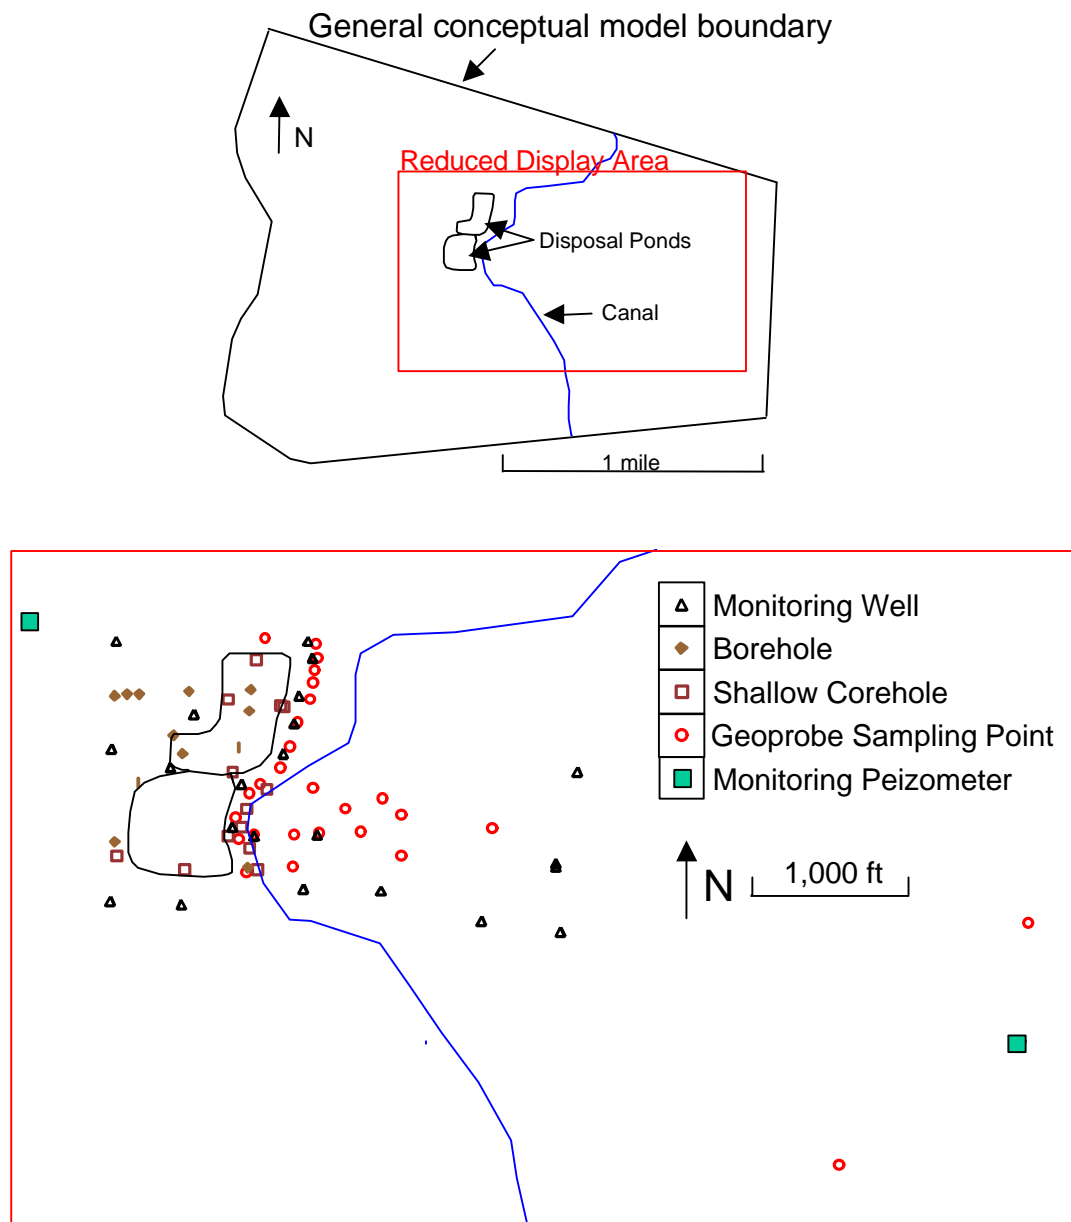 General conceptual model boundary
N
Reduced Display Area
Disposal Ponds
Canal
1 mile
Monitoring Well
Borehole
Shallow Corehole
Geoprobe Sampling Point
Monitoring Peizometer
N
1,000 ft